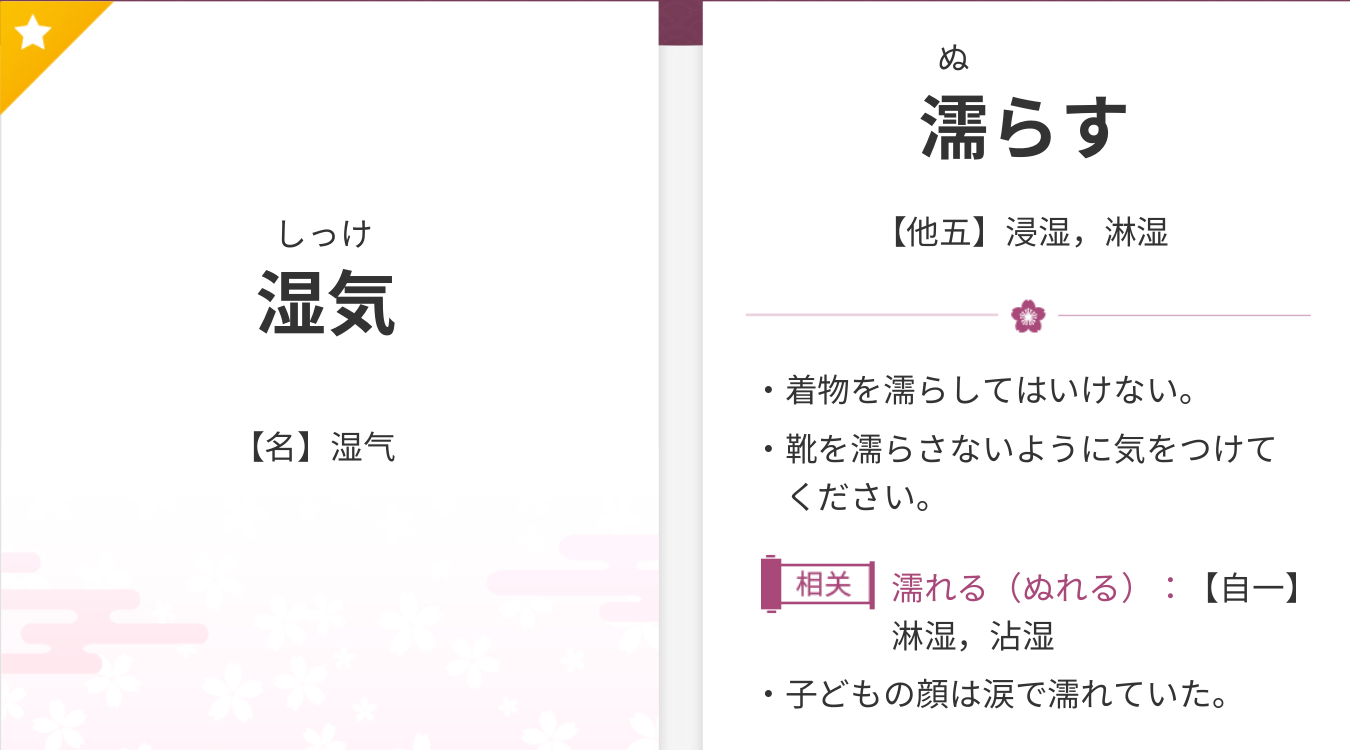 しっけ
湿気
【名】湿气
ぬ
濡らす
【他五】浸湿，淋湿
・着物を濡らしてはいけない。
・靴を濡らさないように気をつけて
ください。
相关 濡れる（ぬれる）：【自一】
淋湿，沾湿
・子どもの顔は涙で濡れていた。